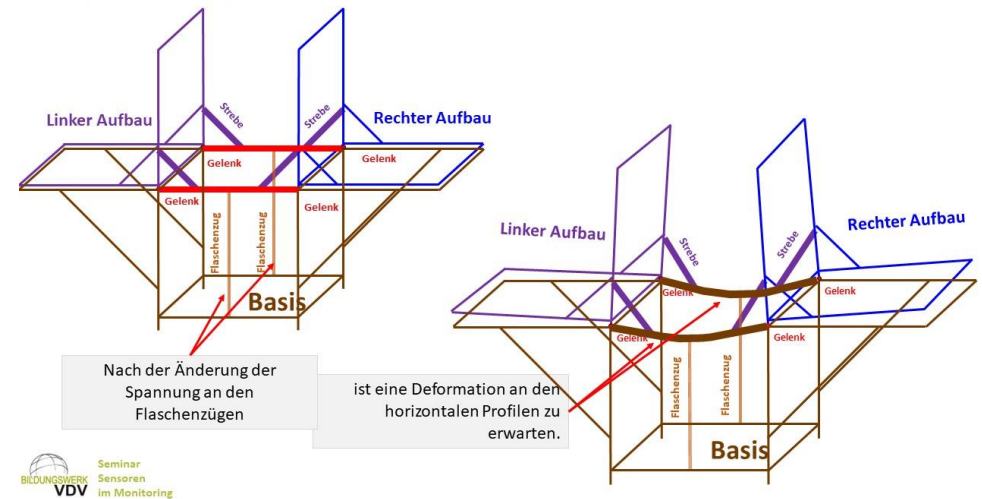 Linker Aufbau
Strebe
Strebe
Rechter Aufbau
Gelenk
Gelenk
Gelenk
Gelenk
Flaschenzug
Flaschenzug
Basis
Nach der Änderung der
Spannung an den
Flaschenzügen
Linker Aufbau
Strebe
Strebe
Rechter Aufbau
Gelenk
Gelenk
Gelenk
Gelenk
Flaschenzug
Flaschenzug
Basis
ist eine Deformation an den
horizontalen Profilen zu
erwarten.
BILDUNGSWERK
VDV
Seminar
Sensoren
im Monitoring